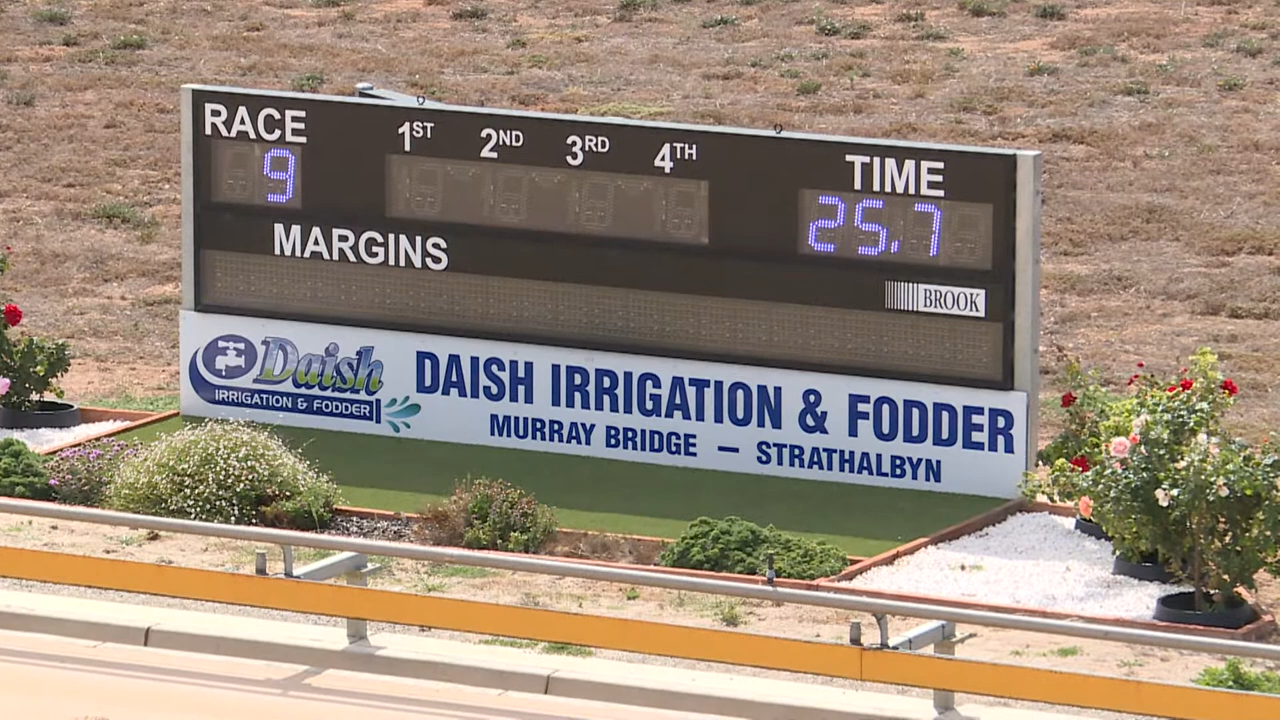 RACE 1ST 2ND 3RD 4TH TIME
9 25.7
MARGINS
BROOK
Daish
IRRIGATION & FODDER
DAISH IRRIGATION & FODDER
MURRAY BRIDGE — STRATHALBYN